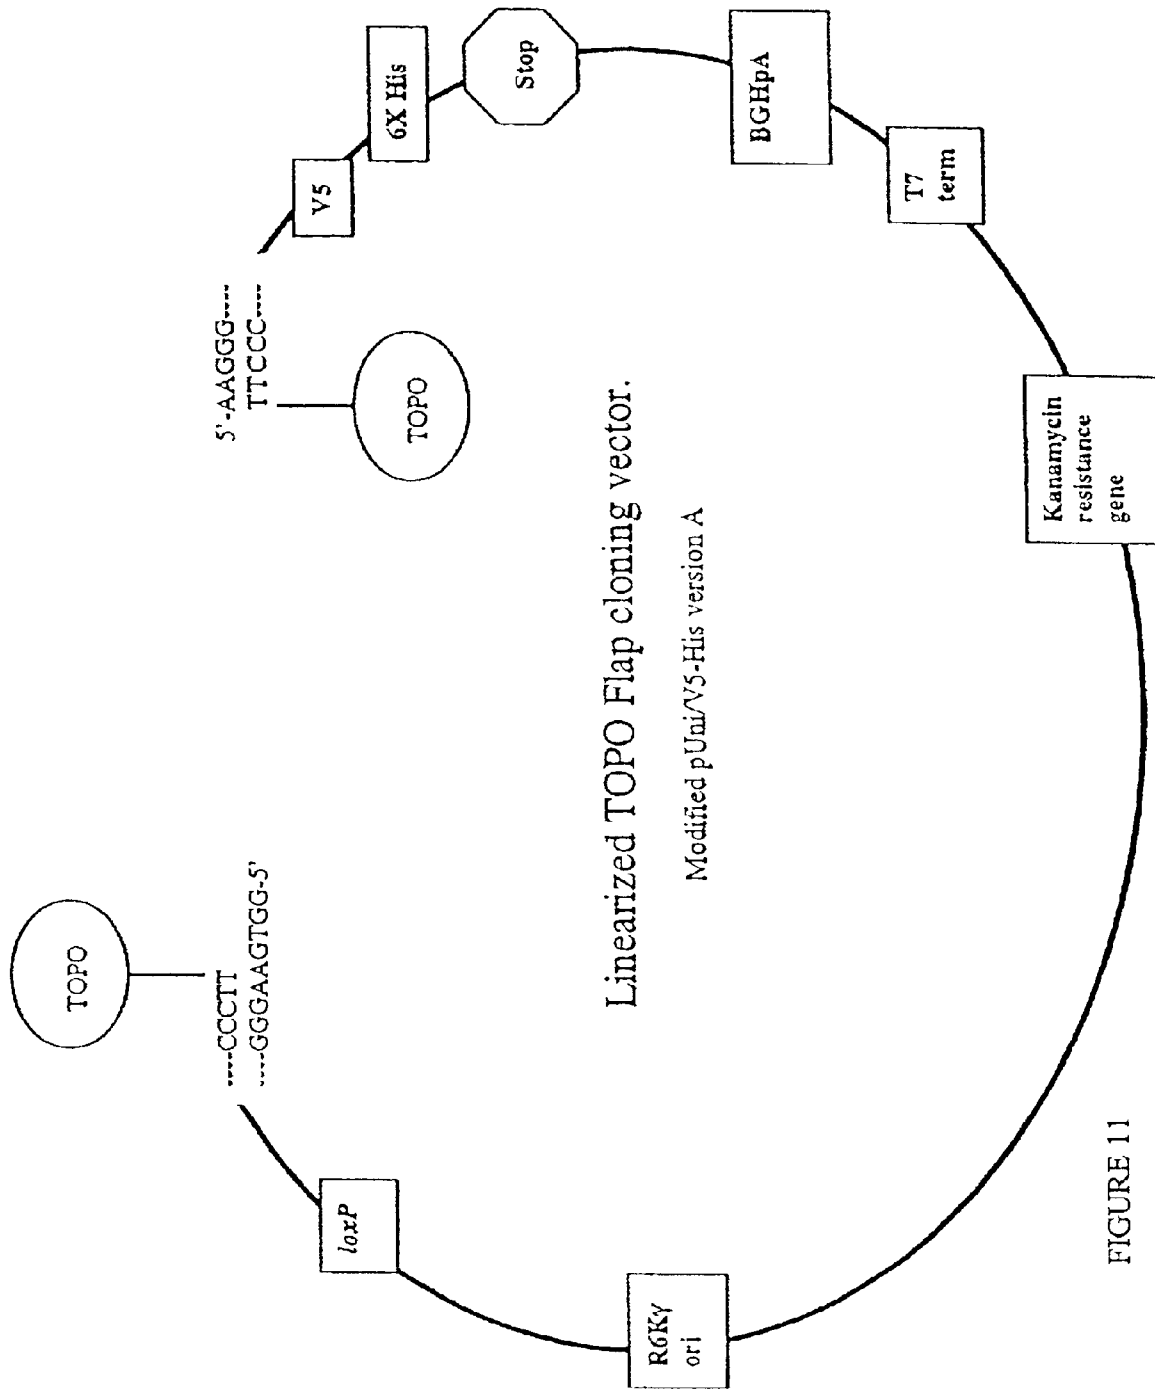 TOPO
----CCCTT
----GGGAAGTGG-5'
5'-AAGGG----
TTCCC----
TOPO
V5
6X His
Stop
BGHpA
T7
term
Kanamycin
resistance
gene
R6Kγ
ori
loxP
Linearized TOPO Flap cloning vector.
Modified pUni/V5-His version A
FIGURE 11